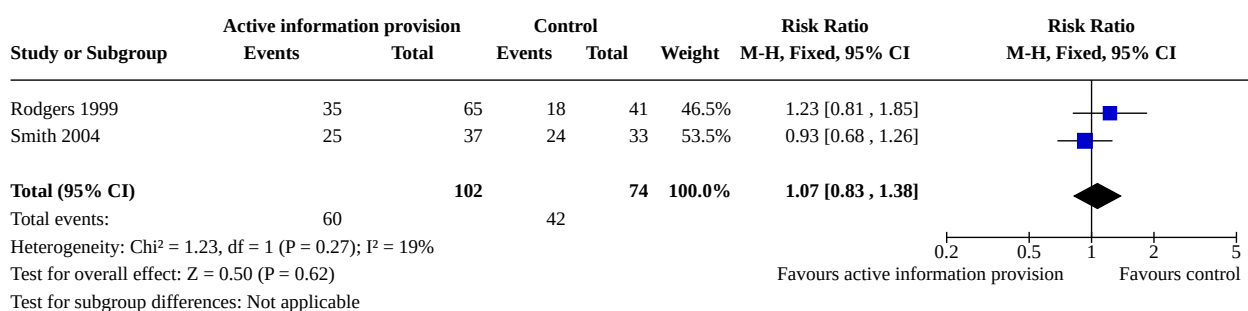 Active information provision Control Risk Ratio Risk Ratio
Study or Subgroup Events Total Events Total Weight M-H, Fixed, 95% CI M-H, Fixed, 95% CI
Rodgers 1999 35 65 18 41 46.5% 1.23 [0.81 , 1.85]
Smith 2004 25 37 24 33 53.5% 0.93 [0.68 , 1.26]
Total (95% CI) 102 74 100.0% 1.07 [0.83 , 1.38]
Total events: 60 42
Heterogeneity: Chi² = 1.23, df = 1 (P = 0.27); I² = 19%
0.2 0.5 1 2 5
Test for overall effect: Z = 0.50 (P = 0.62)
Favours active information provision Favours control
Test for subgroup differences: Not applicable